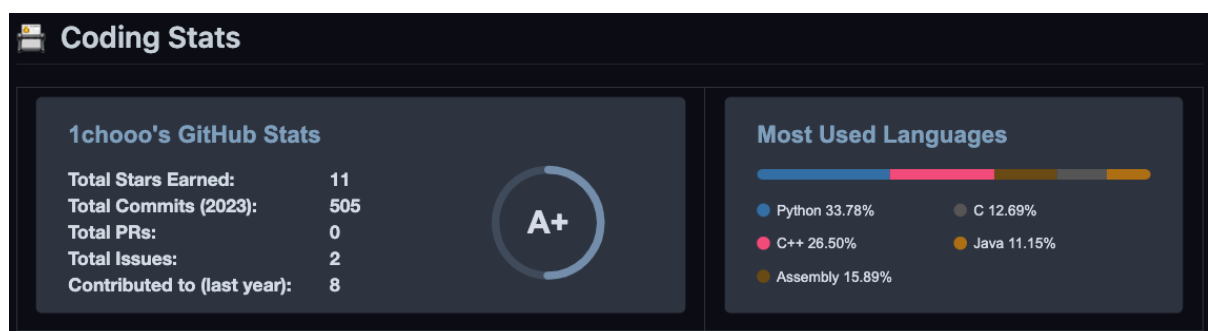 Coding Stats
1chooo's GitHub Stats
Total Stars Earned: 11
Total Commits (2023): 505
Total PRs: 0
Total Issues: 2
Contributed to (last year): 8
A+
Most Used Languages
Python 33.78%
C++ 26.50%
Assembly 15.89%
C 12.69%
Java 11.15%